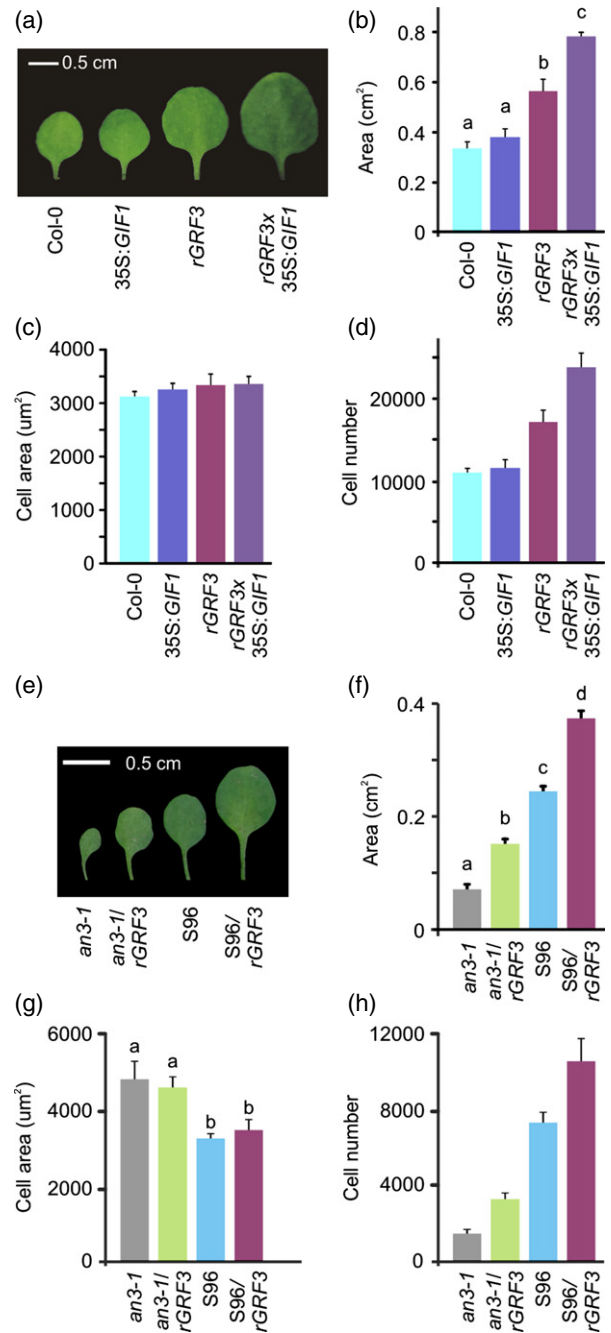 (a)
0.5 cm
Col-0
35S:GIF1
rGRF3
rGRF3x
35S:GIF1
(b)
Area (cm²)
0.8
0.6
0.4
0.2
0
a
a
b
c
Col-0
35S:GIF1
rGRF3
rGRF3x
35S:GIF1
(c)
Cell area (um²)
4000
3000
2000
1000
0
Col-0
35S:GIF1
rGRF3
rGRF3x
35S:GIF1
(d)
Cell number
20000
10000
0
Col-0
35S:GIF1
rGRF3
rGRF3x
35S:GIF1
(e)
0.5 cm
an3-1
an3-1/
rGRF3
S96
S96/
rGRF3
(f)
Area (cm²)
0.4
0.2
0
a
b
c
d
an3-1
an3-1/
rGRF3
S96
S96/
rGRF3
(g)
Cell area (um²)
6000
4000
2000
0
a
a
b
b
an3-1
an3-1/
rGRF3
S96
S96/
rGRF3
(h)
Cell number
12000
8000
4000
0
an3-1
an3-1/
rGRF3
S96
S96/
rGRF3